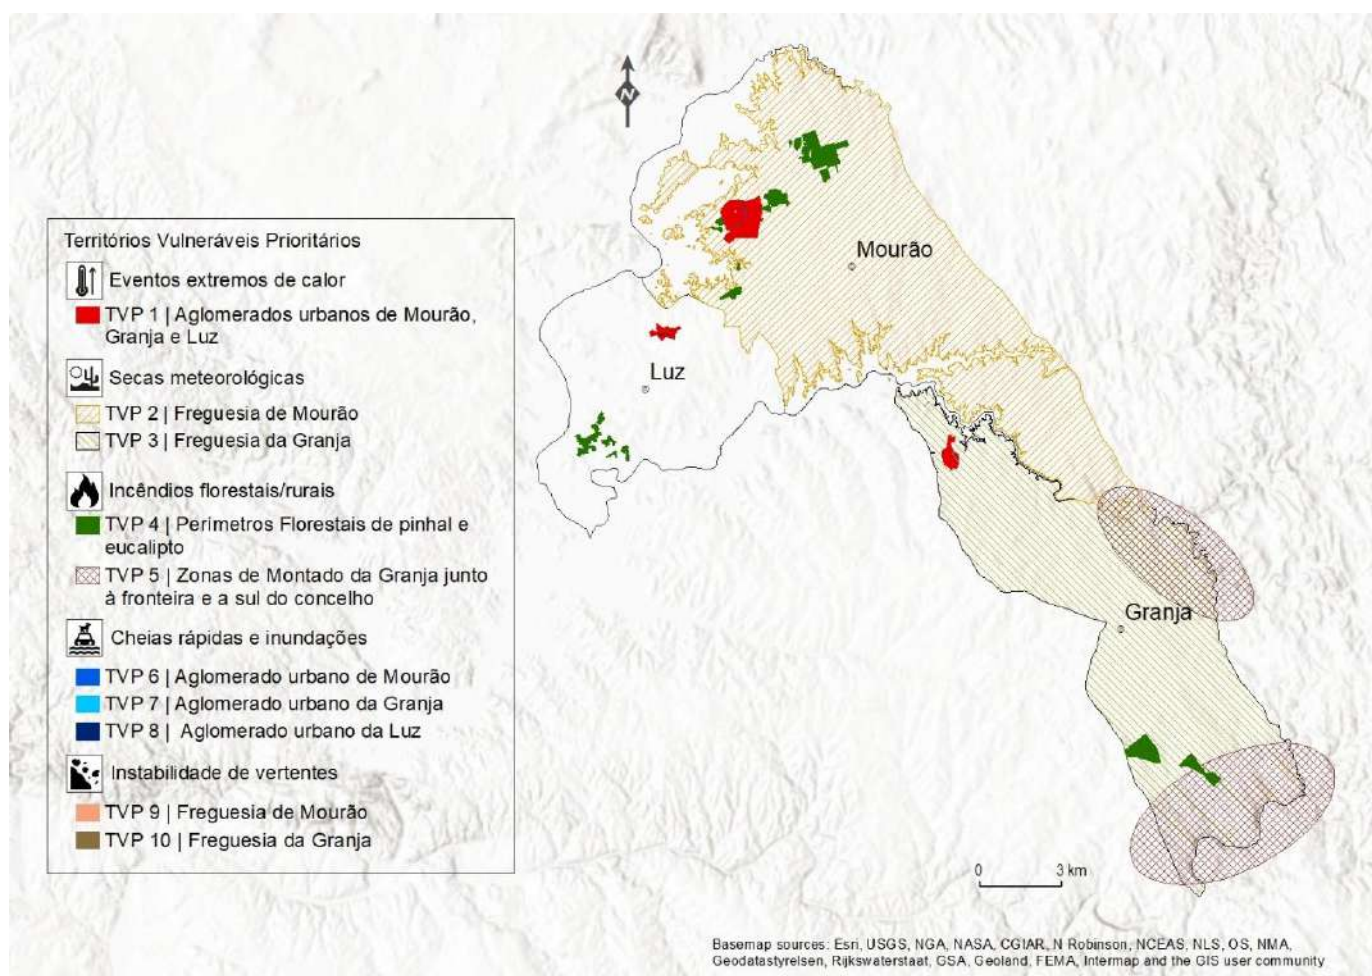 N
Mourão
Luz
Granja
Territórios Vulneráveis Prioritários
Eventos extremos de calor
TVP 1 | Aglomerados urbanos de Mourão,
Granja e Luz
Secas meteorológicas
TVP 2 | Freguesia de Mourão
TVP 3 | Freguesia da Granja
Incêndios florestais/rurais
TVP 4 | Perímetros Florestais de pinhal e
eucalipto
TVP 5 | Zonas de Montado da Granja junto
à fronteira e a sul do concelho
Cheias rápidas e inundações
TVP 6 | Aglomerado urbano de Mourão
TVP 7 | Aglomerado urbano da Granja
TVP 8 | Aglomerado urbano da Luz
Instabilidade de vertentes
TVP 9 | Freguesia de Mourão
TVP 10 | Freguesia da Granja
0 3 km
Basemap sources: Esri, USGS, NGA, NASA, CGIAR, N Robinson, NCEAS, NLS, OS, NMA,
Geodatastyrelsen, Rijkswaterstaat, GSA, Geoland, FEMA, Intermap and the GIS user community